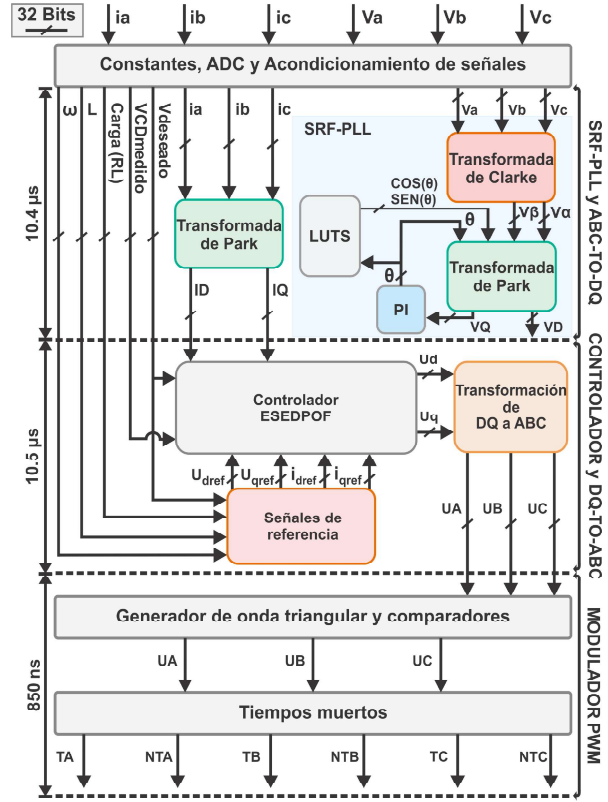 32 Bits
ia ib ic Va Vb Vc
Constantes, ADC y Acondicionamiento de señales
ω L Carga (RL) VCDmedido Vdeseado ia ib ic
Va Vb Vc
SRF-PLL
Transformada
de Clarke
COS(θ)
SEN(θ)
Vβ Vα
LUTS
θ
Transformada
de Park
Transformada
de Park
θ
PI
VQ VD
ID IQ
10.4 µs
SRF-PLL y ABC-TO-DQ
Controlador
ESEDPOF
Ud
Uq
Transformación
de
DQ a ABC
Udref Uqref idref iqref
Señales de
referencia
UA UB UC
10.5 µs
CONTROLADOR y DQ-TO-ABC
Generador de onda triangular y comparadores
UA UB UC
Tiempos muertos
TA NTA TB NTB TC NTC
850 ns
MODULADOR PWM